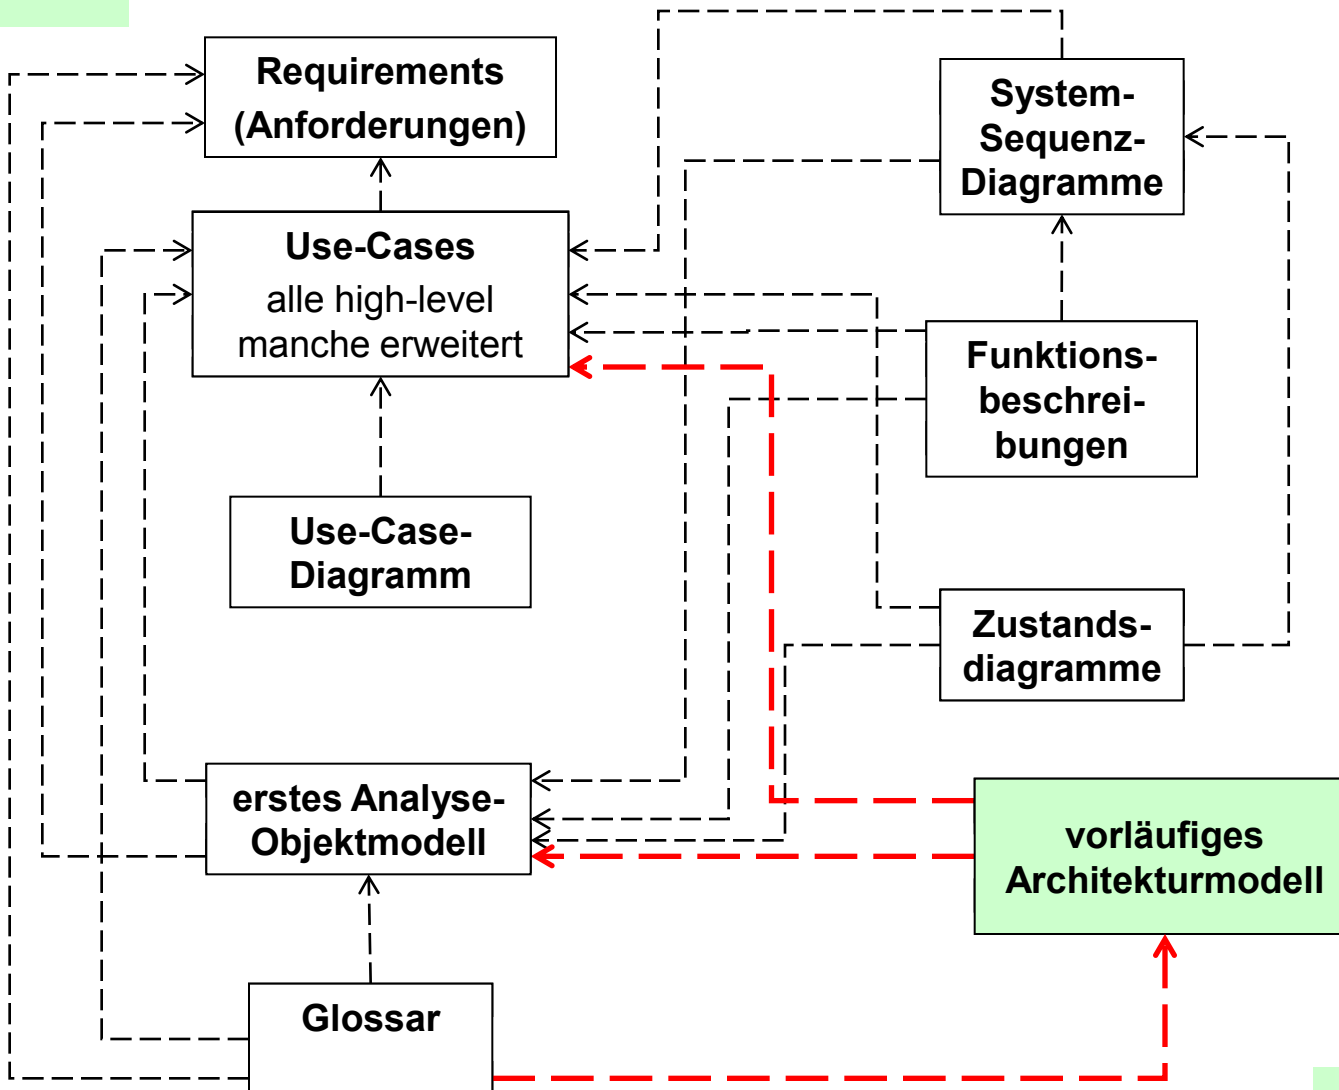 Requirements
(Anforderungen)
System-
Sequenz-
Diagramme
Use-Cases
alle high-level
manche erweitert
Funktions-
beschrei-
bungen
Use-Case-
Diagramm
Zustands-
diagramme
erstes Analyse-
Objektmodell
vorläufiges
Architekturmodell
Glossar